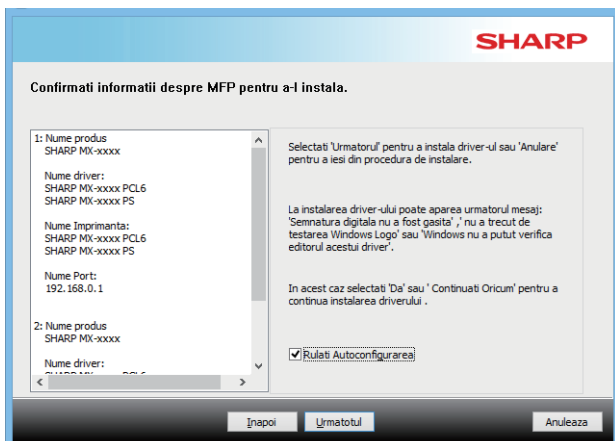 SHARP
Confirmati informatii despre MFP pentru a-l instala.
1: Nume produs
SHARP MX-xxxx
Nume driver:
SHARP MX-xxxx PCL6
SHARP MX-xxxx PS
Nume Imprimanta:
SHARP MX-xxxx PCL6
SHARP MX-xxxx PS
Nume Port:
192.168.0.1
2: Nume produs
SHARP MX-xxxx
Nume driver:
Selectati 'Urmatorul' pentru a instala driver-ul sau 'Anulare'
pentru a iesi din procedura de instalare.
La instalarea driver-ului poate aparea urmatorul mesaj:
'Semnatura digitala nu a fost gasita' ,' nu a trecut de
testarea Windows Logo' sau 'Windows nu a putut verifica
editorul acestui driver'.
In acest caz selectati 'Da' sau ' Continuati Oricum' pentru a
continua instalarea driverului .
Rulati Autoconfigurarea
Inapoi
Urmatotul
Anuleaza